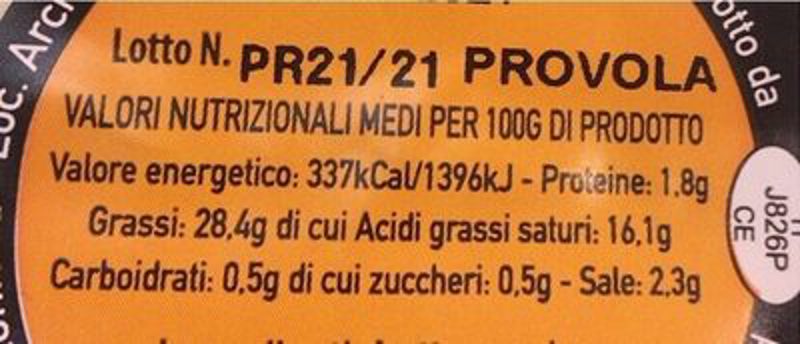 Lotto N. PR21/21 PROVOLA
VALORI NUTRIZIONALI MEDI PER 100G DI PRODOTTO
Valore energetico: 337kCal/1396kJ - Proteine: 1.8g
Grassi: 28,4g di cui Acidi grassi saturi: 16,1g
Carboidrati: 0,5g di cui zuccheri: 0,5g - Sale: 2,3g
otto da
J826P
CE